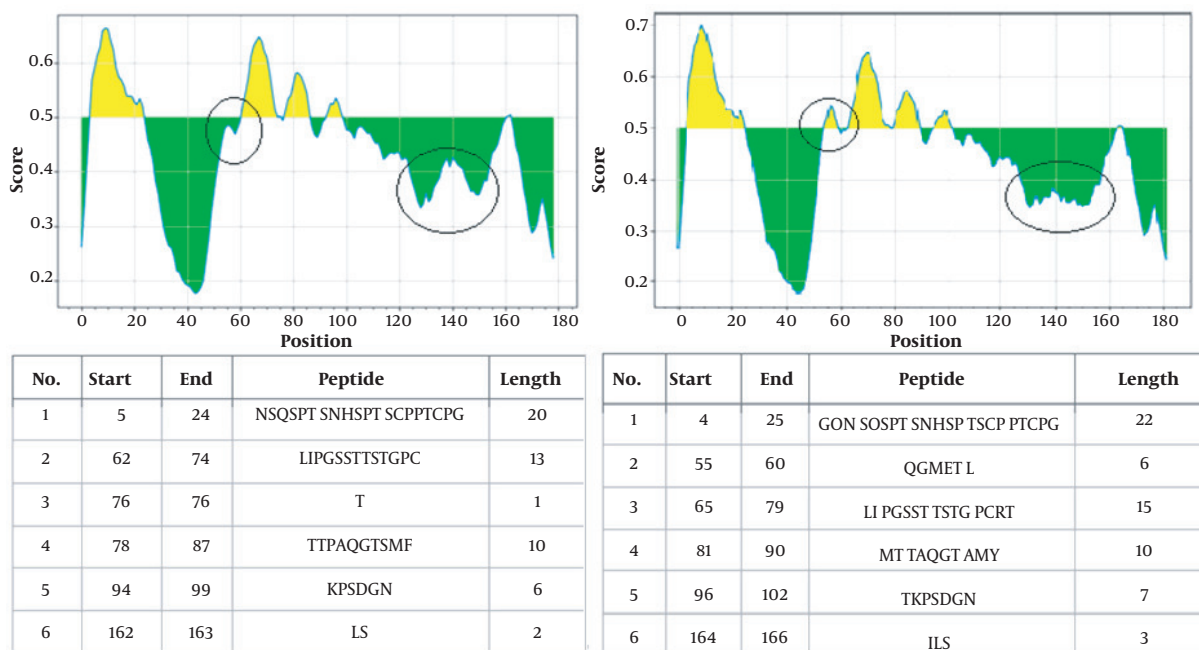 Score
0.6
0.5
0.4
0.3
0.2
0 20 40 60 80 100 120 140 160 180
Position
No. Start End Peptide Length
1 5 24 NSQSPT SNHSPT SCPPTCPG 20
2 62 74 LIPGSSTTSTGPC 13
3 76 76 T 1
4 78 87 TTPAQGTSMF 10
5 94 99 KPSDGN 6
6 162 163 LS 2
Score
0.7
0.6
0.5
0.4
0.3
0.2
0 20 40 60 80 100 120 140 160 180
Position
No. Start End Peptide Length
1 4 25 GON SOSPT SNHSP TSCP PTCPG 22
2 55 60 QGMET L 6
3 65 79 LI PGSST TSTG PCRT 15
4 81 90 MT TAQGT AMY 10
5 96 102 TKPSDGN 7
6 164 166 ILS 3